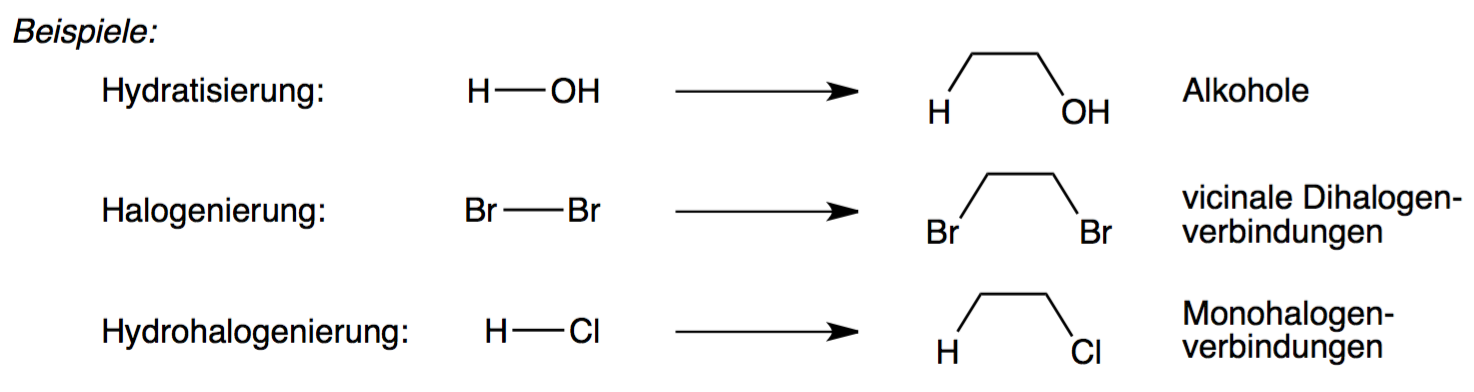 Beispiele:
Hydratisierung: H—OH H OH Alkohole
Halogenierung: Br—Br Br Br vicinale Dihalogen-
verbindungen
Hydrohalogenierung: H—Cl H Cl Monohalogen-
verbindungen